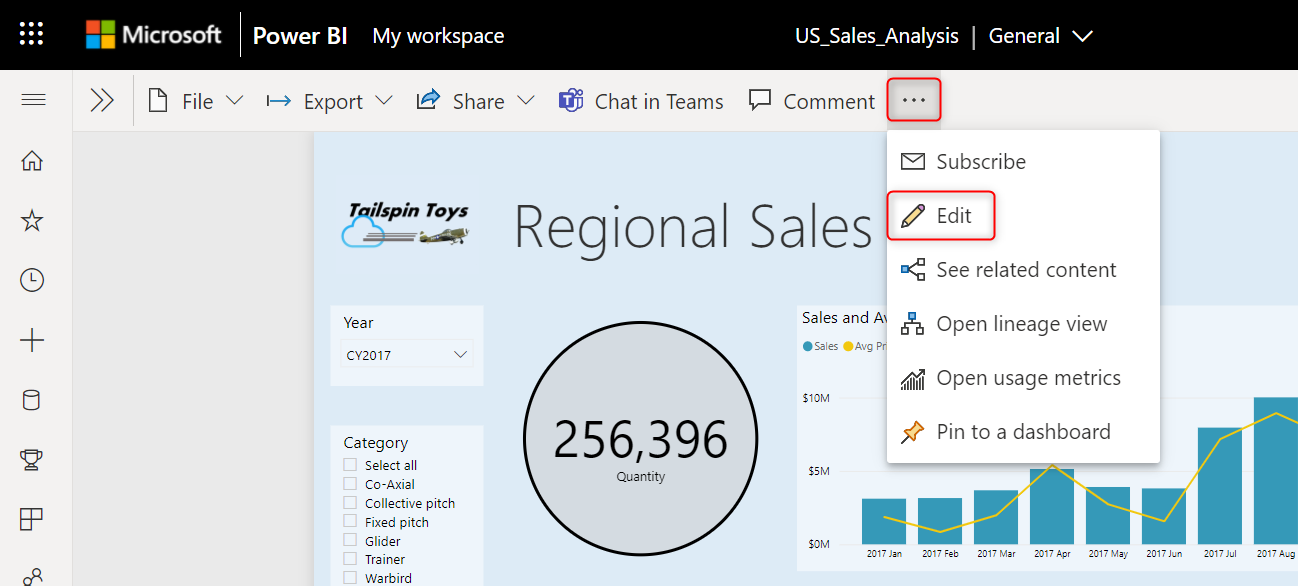 Microsoft Power BI My workspace US_Sales_Analysis | General
File Export Share Chat in Teams Comment ...
Subscribe
Edit
See related content
Open lineage view
Open usage metrics
Pin to a dashboard
Tailspin Toys
Regional Sales
Year
CY2017
Category
Select all
Co-Axial
Collective pitch
Fixed pitch
Glider
Trainer
Warbird
256,396
Quantity
Sales and Av
Sales Avg Pr
$10M
$5M
$0M
2017 Jan 2017 Feb 2017 Mar 2017 Apr 2017 May 2017 Jun 2017 Jul 2017 Aug